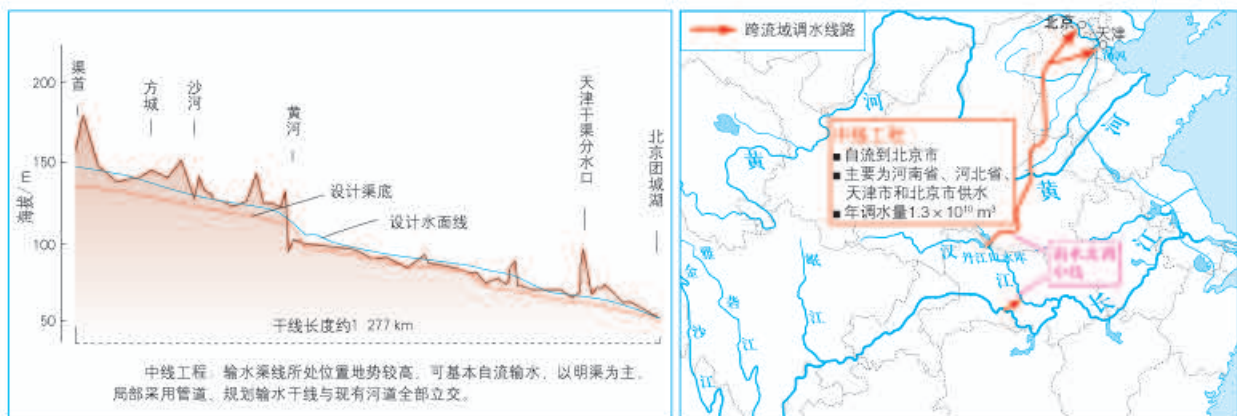 海拔/m
200
150
100
50
渠首
方城
沙河
黄河
天津干渠分水口
北京团城湖
设计渠底
设计水面线
干线长度约1 277 km
中线工程:输水渠线所处位置地势较高,可基本自流输水,以明渠为主,
局部采用管道、规划输水干线与现有河道全部立交。
跨流域调水线路
北京
天津
海河
河
黄
河
黄
中线工程:
■ 自流到北京市
■ 主要为河南省、河北省、
天津市和北京市供水
■ 年调水量1.3 × 10¹⁰ m³
汉
丹江口水库
江
南水北调
中线
江
长
金
沙
江
雅
砻
江
岷
江